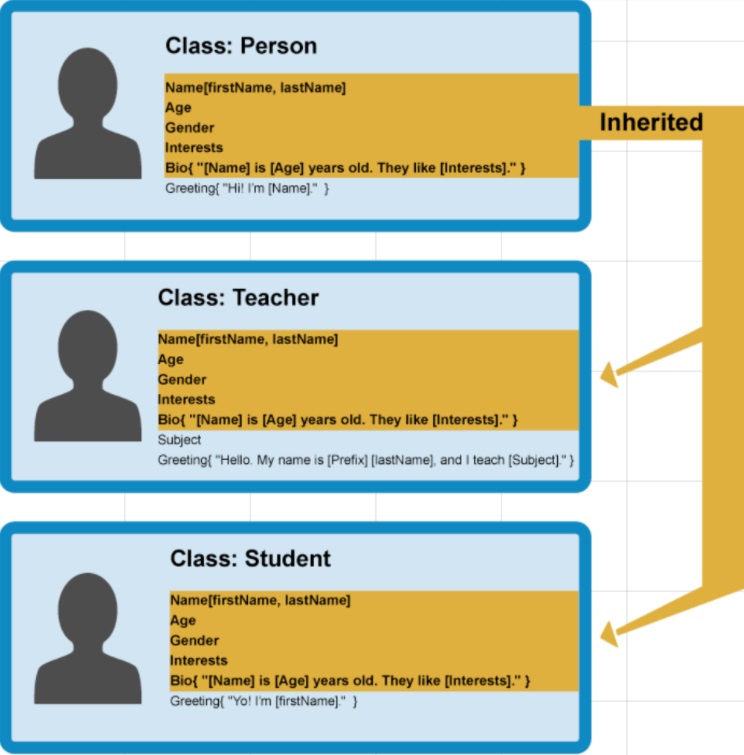 Class: Person
Name[firstName, lastName]
Age
Gender
Interests
Bio{ "[Name] is [Age] years old. They like [Interests]." }
Greeting{ "Hi! I'm [Name]."  }
Inherited
Class: Teacher
Name[firstName, lastName]
Age
Gender
Interests
Bio{ "[Name] is [Age] years old. They like [Interests]." }
Subject
Greeting{ "Hello. My name is [Prefix] [lastName], and I teach [Subject]." }
Class: Student
Name[firstName, lastName]
Age
Gender
Interests
Bio{ "[Name] is [Age] years old. They like [Interests]." }
Greeting{ "Yo! I'm [firstName]."  }